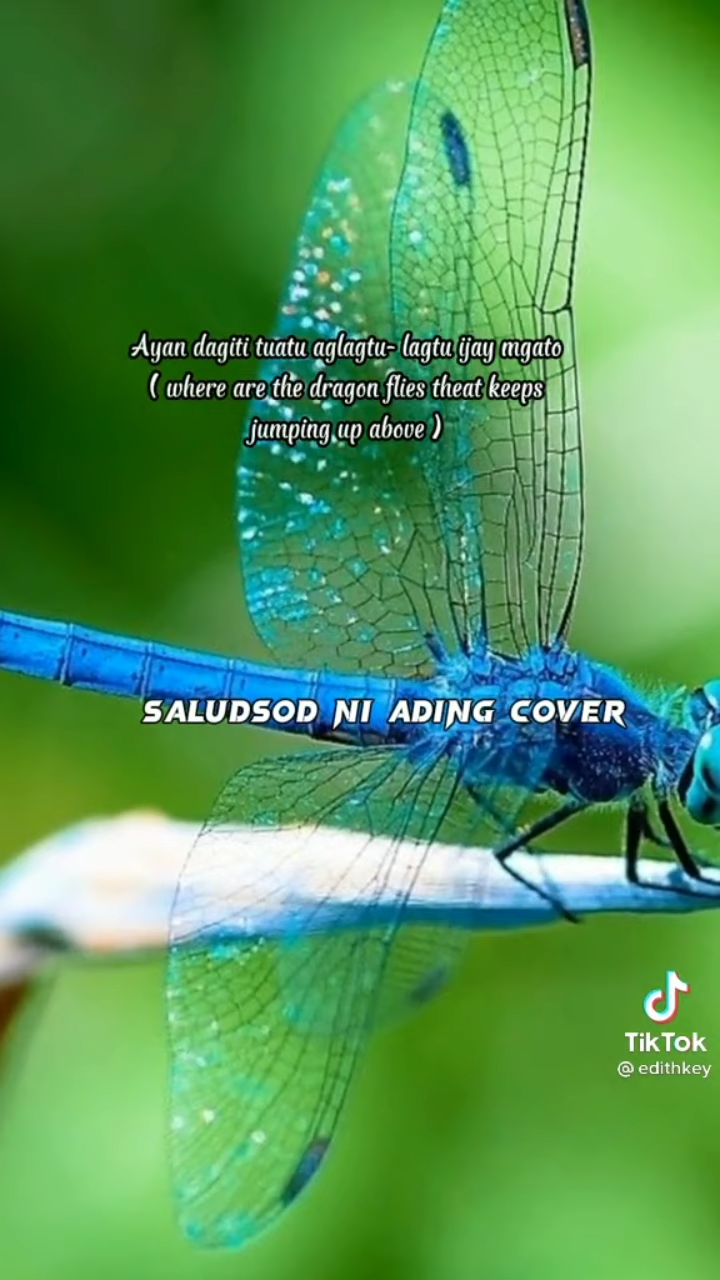 Ayan dagiti tuatu aglagtu- lagtu ijay mgato
( where are the dragon flies theat keeps
jumping up above )
SALUDSOD NI ADING COVER
TikTok
@edithkey